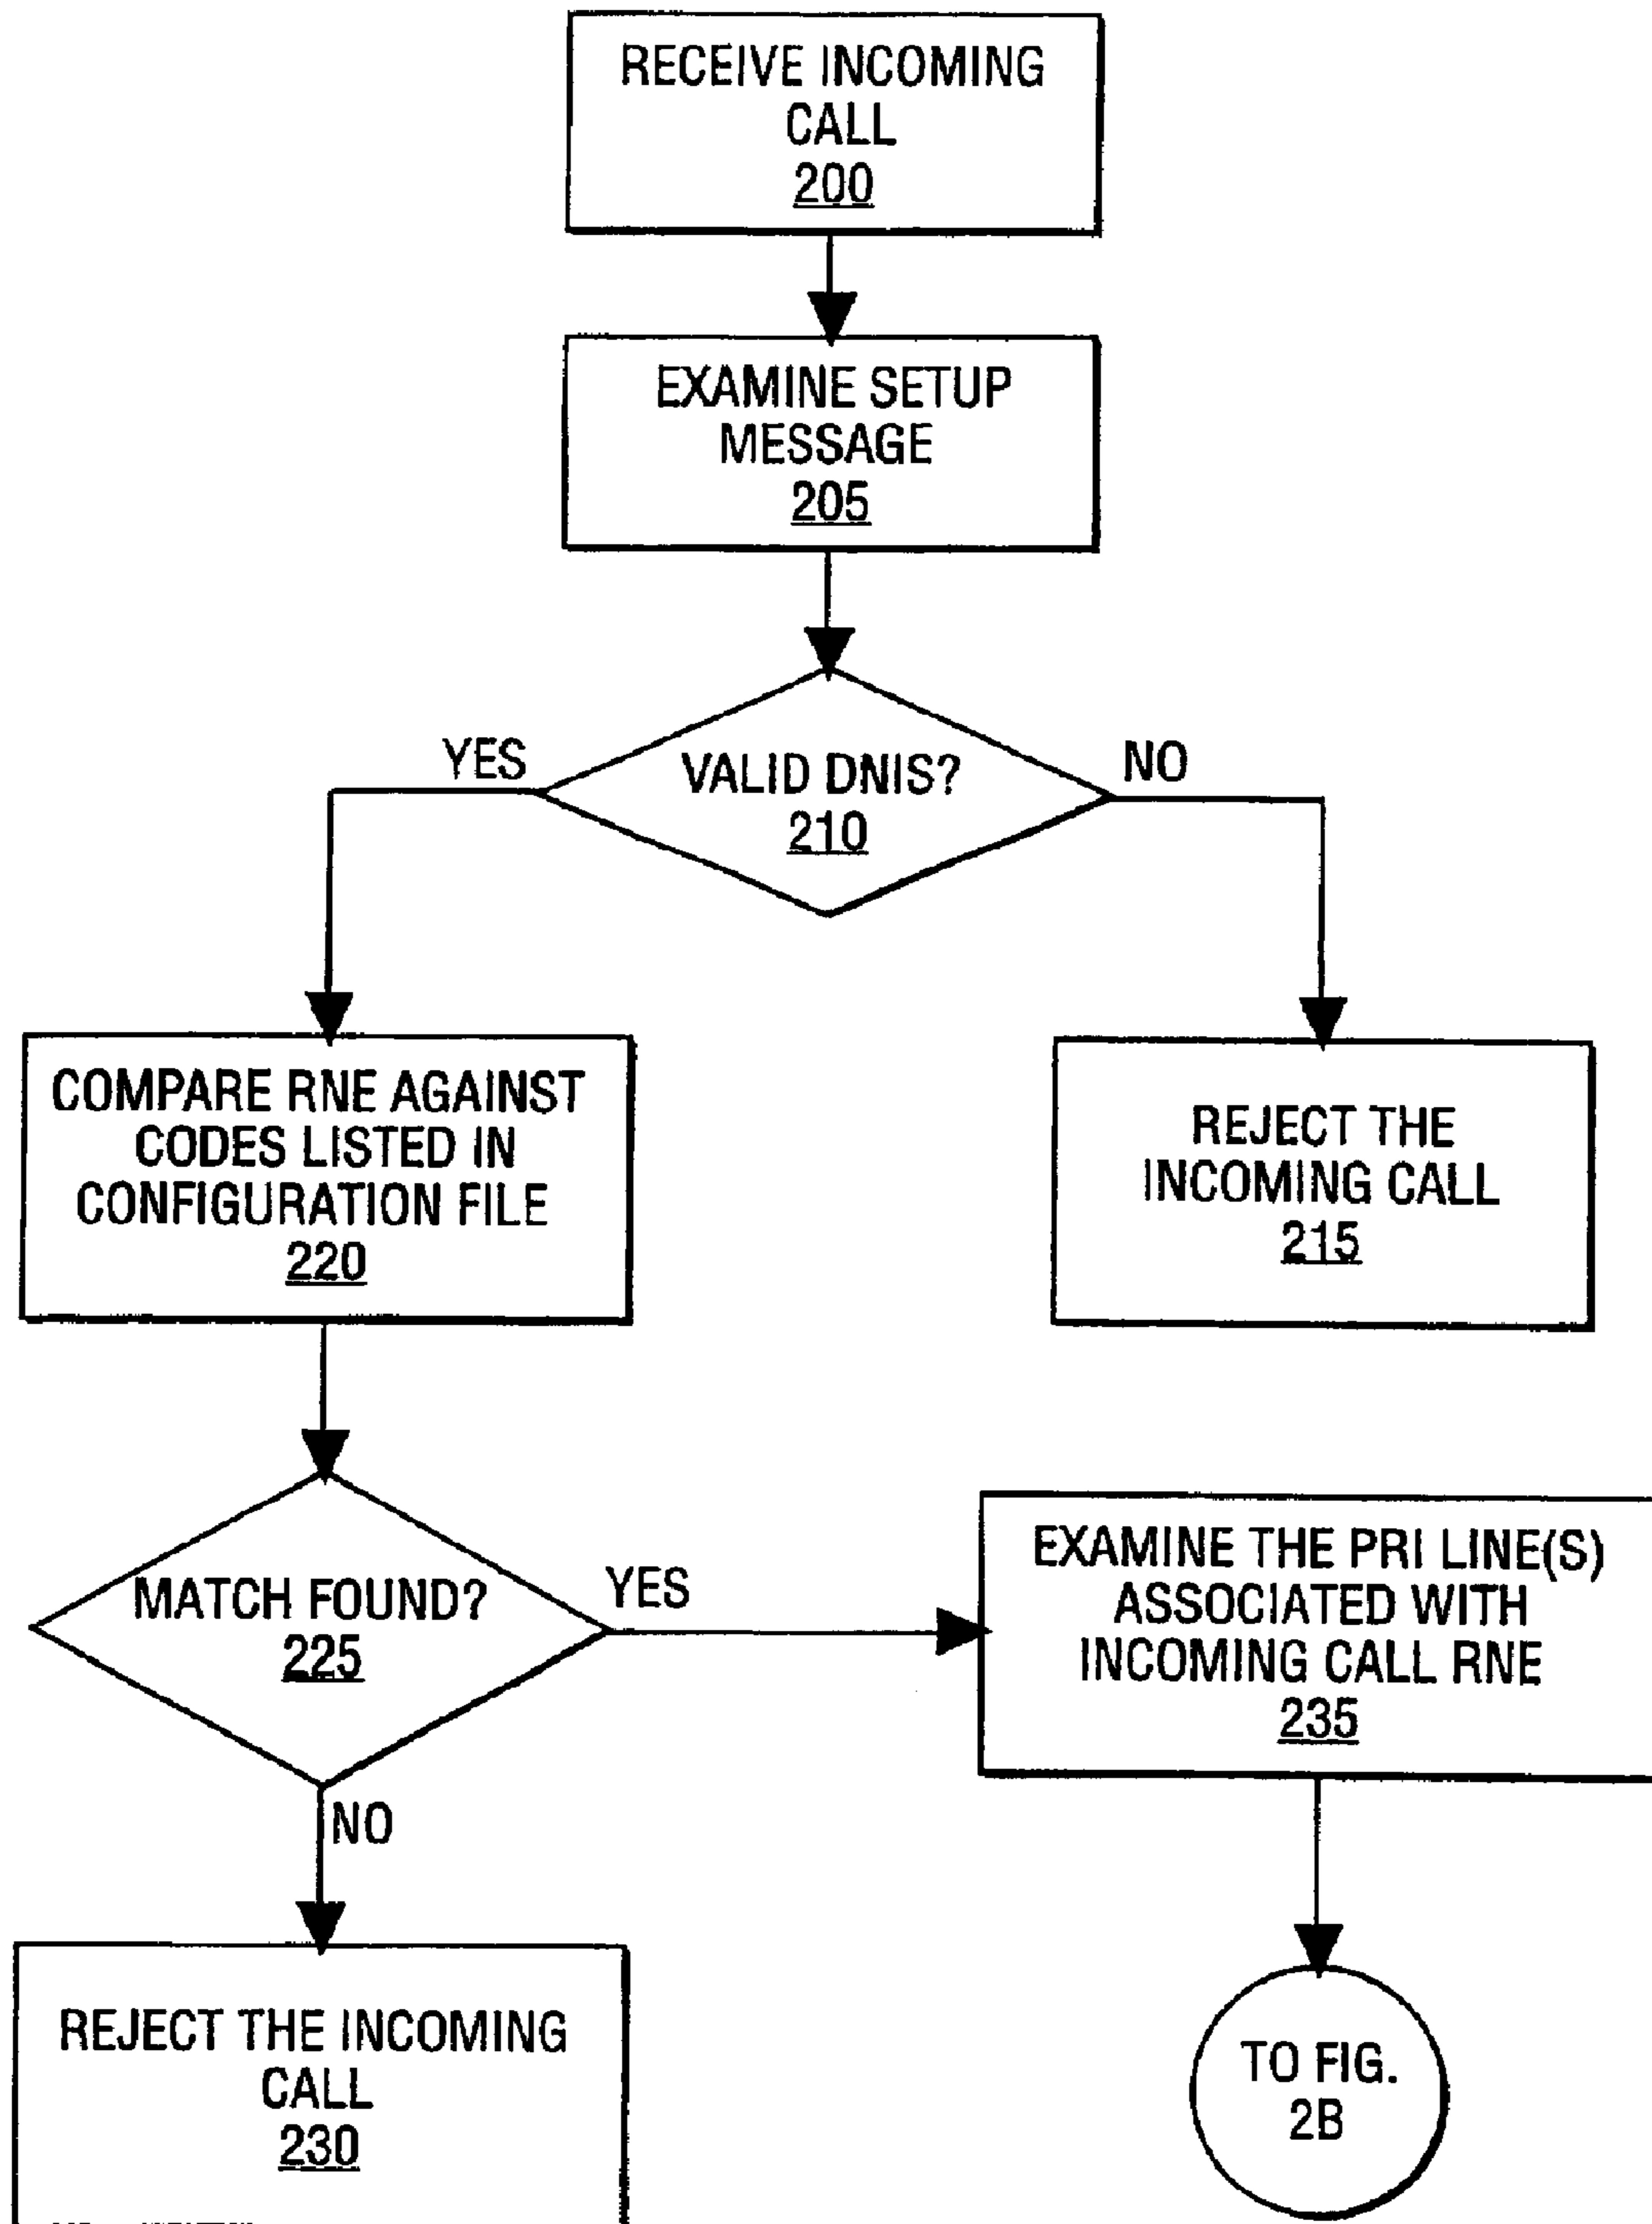 RECEIVE INCOMING
CALL
200
EXAMINE SETUP
MESSAGE
205
YES
VALID DNIS?
210
NO
COMPARE RNE AGAINST
CODES LISTED IN
CONFIGURATION FILE
220
REJECT THE
INCOMING CALL
215
MATCH FOUND?
225
YES
EXAMINE THE PRI LINE(S)
ASSOCIATED WITH
INCOMING CALL RNE
235
NO
REJECT THE INCOMING
CALL
230
TO FIG.
2B